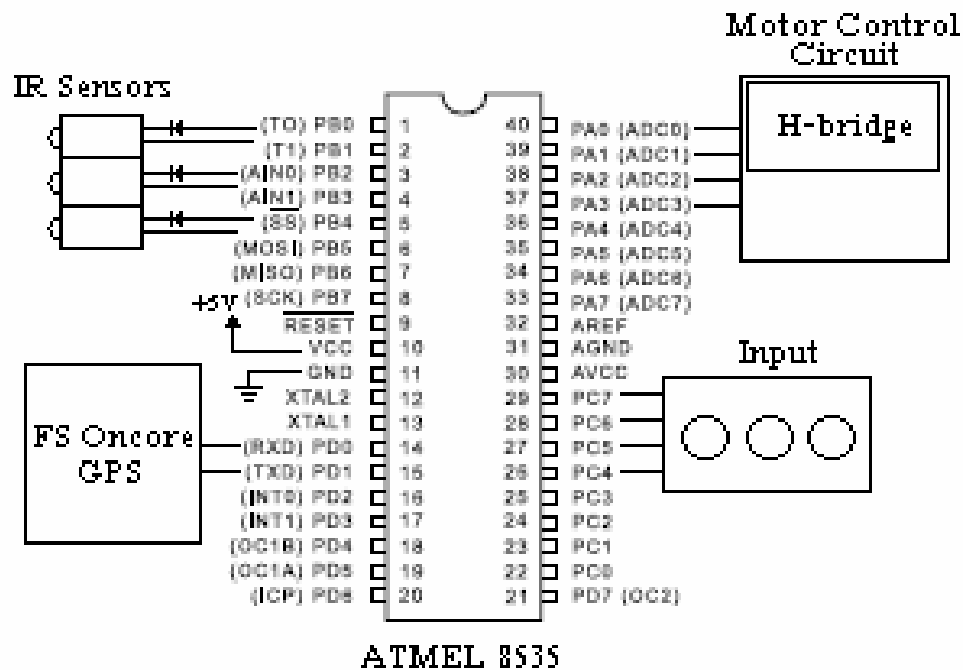 Motor Control
Circuit
H-bridge
IR Sensors
(T0) PB0 1
(T1) PB1 2
(AIN0) PB2 3
(AIN1) PB3 4
(SS) PB4 5
(MOSI) PB5 6
(MISO) PB6 7
(SCK) PB7 8
+5V
RESET 9
VCC 10
GND 11
XTAL2 12
XTAL1 13
(RXD) PD0 14
(TXD) PD1 15
(INT0) PD2 16
(INT1) PD3 17
(OC1B) PD4 18
(OC1A) PD5 19
(ICP) PD6 20
FS Oncore
GPS
40 PA0 (ADC0)
39 PA1 (ADC1)
38 PA2 (ADC2)
37 PA3 (ADC3)
36 PA4 (ADC4)
35 PA5 (ADC5)
34 PA6 (ADC6)
33 PA7 (ADC7)
32 AREF
31 AGND
30 AVCC
29 PC7
28 PC6
27 PC5
26 PC4
25 PC3
24 PC2
23 PC1
22 PC0
21 PD7 (OC2)
Input
ATMEL 8535